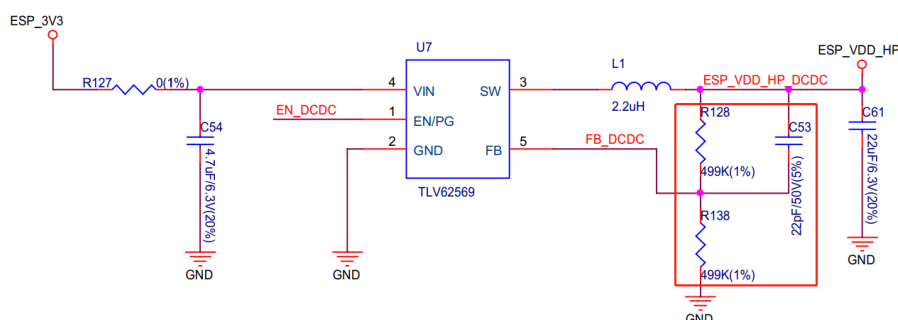 ESP_3V3
U7
ESP_VDD_HP
L1
R127
0(1%)
4
VIN
SW
3
ESP_VDD_HP_DCDC
2.2uH
EN_DCDC
1
EN/PG
R128
C53
C61
C54
4.7uF/6.3V(20%)
2
GND
FB
5
FB_DCDC
499K(1%)
22pF/50V(5%)
22uF/6.3V(20%)
TLV62569
R138
499K(1%)
GND
GND
GND
GND